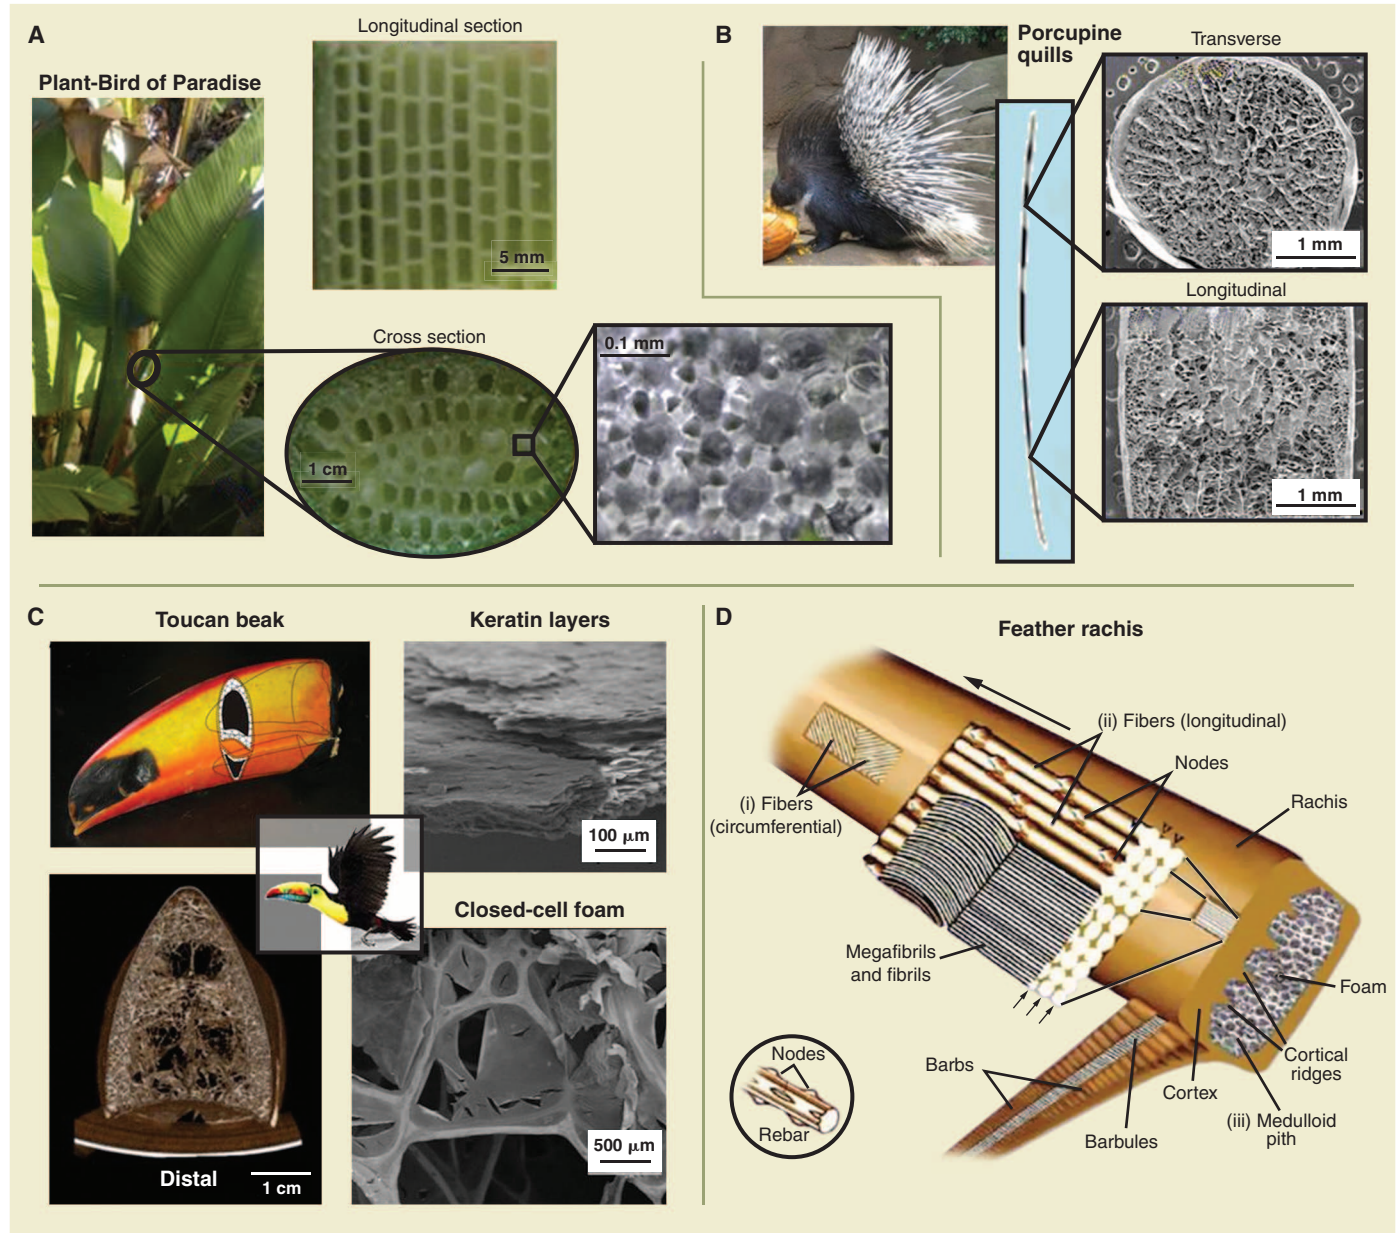 A
Plant-Bird of Paradise
Longitudinal section
5 mm
Cross section
1 cm
0.1 mm
B
Porcupine
quills
Transverse
1 mm
Longitudinal
1 mm
C
Toucan beak
Keratin layers
100 μm
Closed-cell foam
500 μm
Distal
1 cm
D
Feather rachis
(ii) Fibers (longitudinal)
Nodes
Rachis
(i) Fibers
(circumferential)
Megafibrils
and fibrils
Foam
Cortical
ridges
(iii) Medulloid
pith
Cortex
Barbs
Barbules
Nodes
Rebar